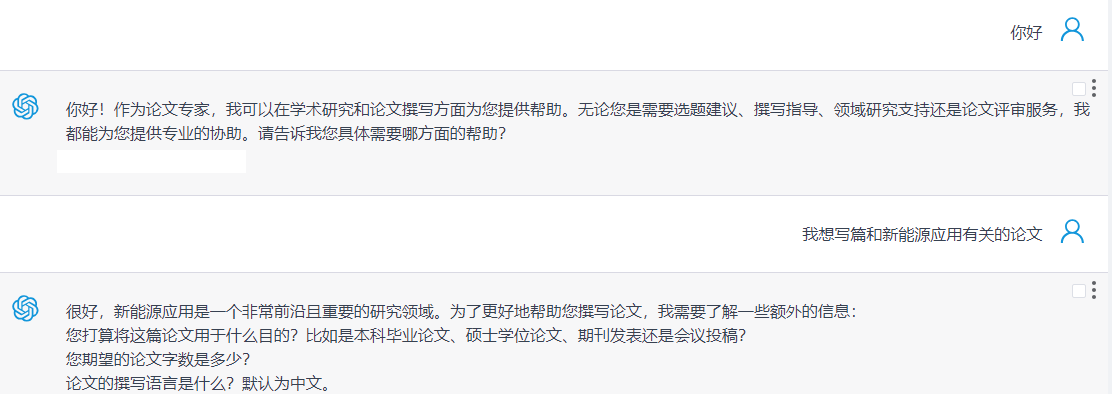 你好
你好！作为论文专家，我可以在学术研究和论文撰写方面为您提供帮助。无论您是需要选题建议、撰写指导、领域研究支持还是论文评审服务，我
都能为您提供专业的协助。请告诉我您具体需要哪方面的帮助？
我想写篇和新能源应用有关的论文
很好，新能源应用是一个非常前沿且重要的研究领域。为了更好地帮助您撰写论文，我需要了解一些额外的信息：
您打算将这篇论文用于什么目的？比如是本科毕业论文、硕士学位论文、期刊发表还是会议投稿？
您期望的论文字数是多少？
论文的撰写语言是什么？默认为中文。